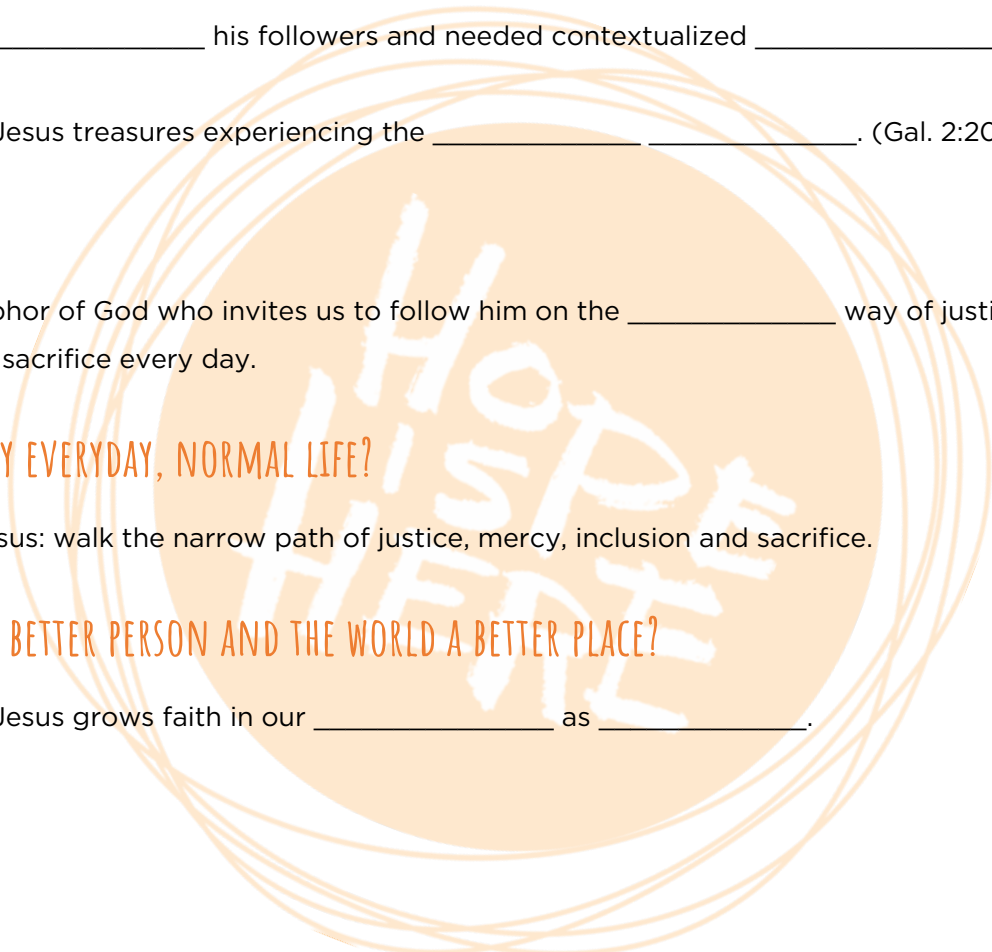 _______________ his followers and needed contextualized _______________
Jesus treasures experiencing the _____________ _____________. (Gal. 2:20
phor of God who invites us to follow him on the _____________ way of justi
sacrifice every day.
Y EVERYDAY, NORMAL LIFE?
sus: walk the narrow path of justice, mercy, inclusion and sacrifice.
BETTER PERSON AND THE WORLD A BETTER PLACE?
Jesus grows faith in our _______________ as _____________.
HOPE
IS
HERE